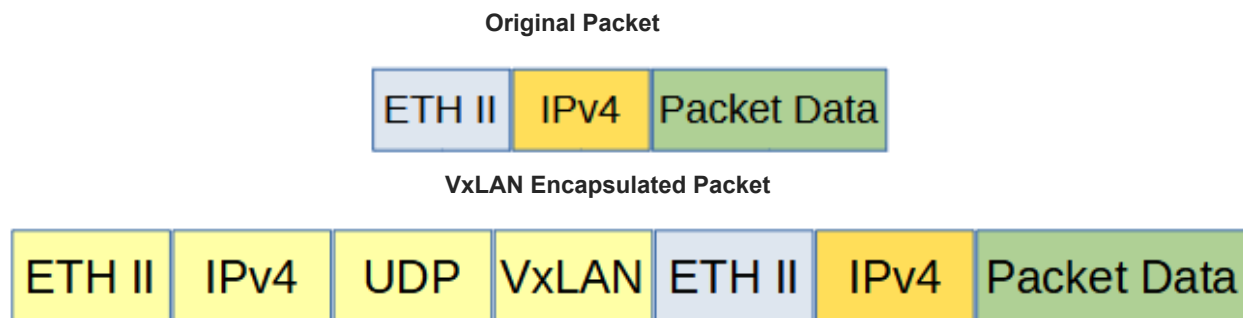 Original Packet
ETH II IPv4 Packet Data
VxLAN Encapsulated Packet
ETH II IPv4 UDP VxLAN ETH II IPv4 Packet Data